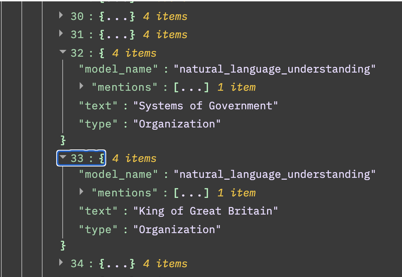 30 : {...} 4 items
31 : {...} 4 items
32 : { 4 items
"model_name" : "natural_language_understanding"
"mentions" : [...] 1 item
"text" : "Systems of Government"
"type" : "Organization"
}
33 : { 4 items
"model_name" : "natural_language_understanding"
"mentions" : [...] 1 item
"text" : "King of Great Britain"
"type" : "Organization"
}
34 : {...} 4 items